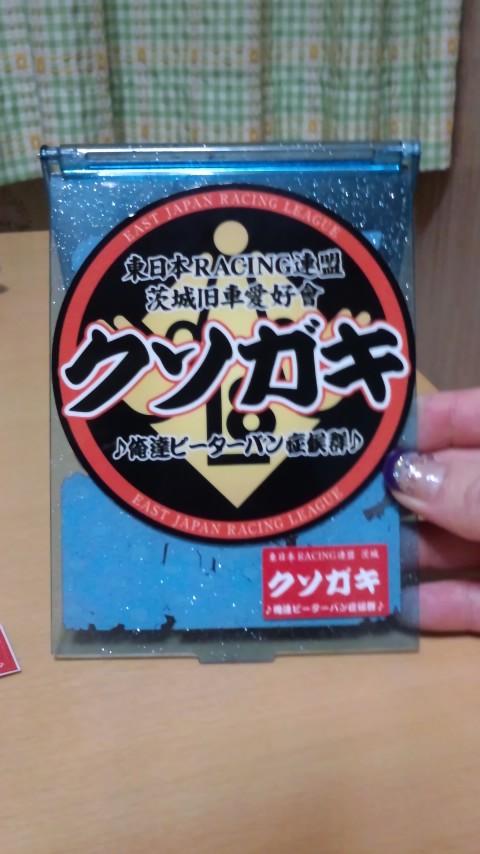 EAST JAPAN RACING LEAGUE
東日本RACING連盟
茨城旧車愛好會
クソガキ
♪俺達ピーターパン症候群♪
EAST JAPAN RACING LEAGUE
東日本RACING連盟 茨城
クソガキ
♪俺達ピーターパン症候群♪